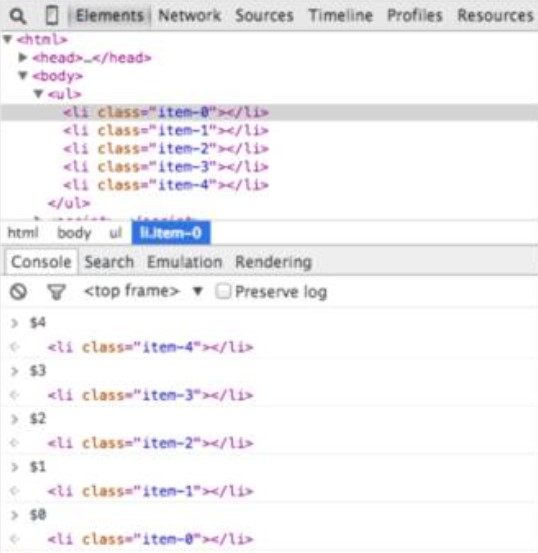 Elements Network Sources Timeline Profiles Resources
<html>
<head>…</head>
<body>
<ul>
<li class="item-0"></li>
<li class="item-1"></li>
<li class="item-2"></li>
<li class="item-3"></li>
<li class="item-4"></li>
</ul>
html body ul li.item-0
Console Search Emulation Rendering
<top frame> ▼ Preserve log
> $4
<li class="item-4"></li>
> $3
<li class="item-3"></li>
> $2
<li class="item-2"></li>
> $1
<li class="item-1"></li>
> $0
<li class="item-0"></li>